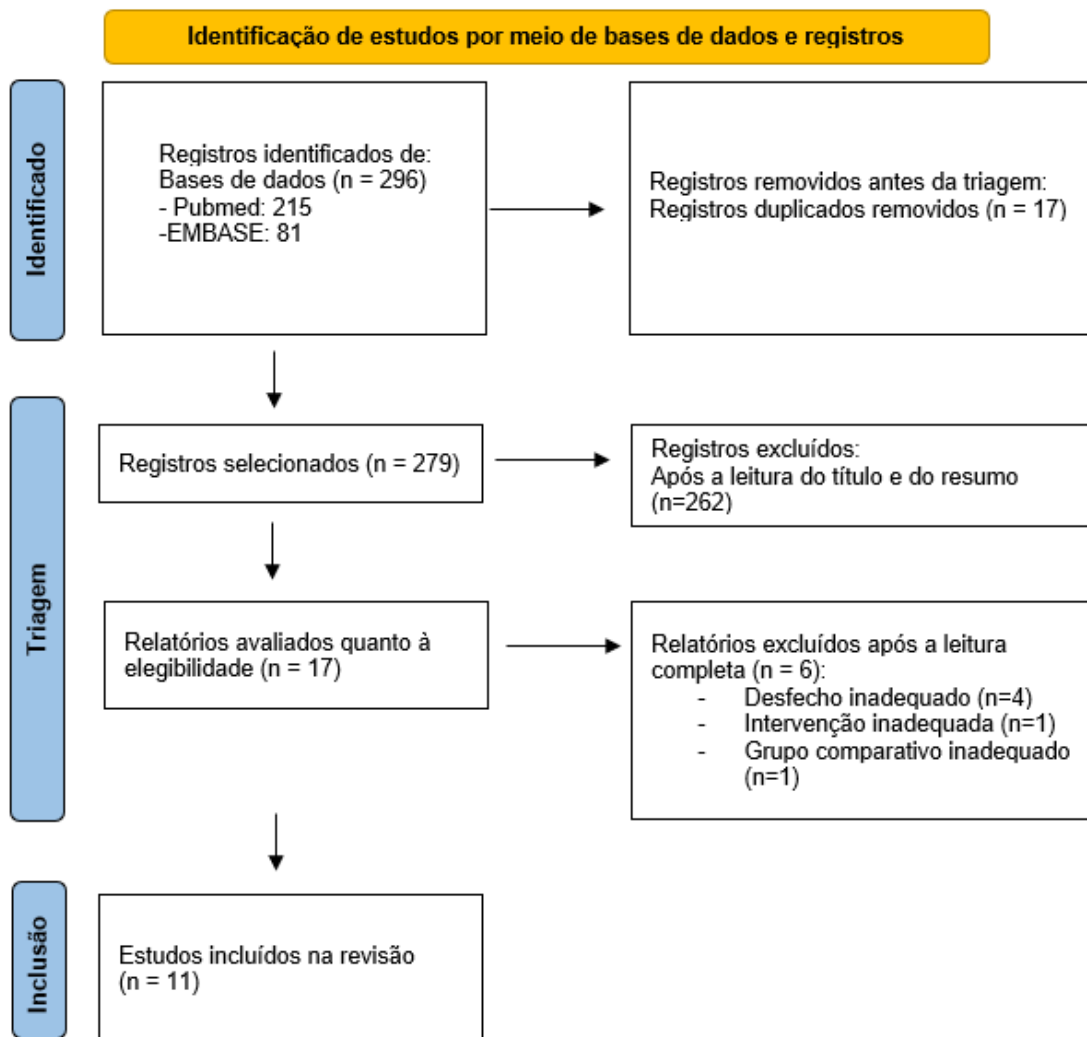 Identificação de estudos por meio de bases de dados e registros
Identificado
Registros identificados de:
Bases de dados (n = 296)
- Pubmed: 215
-EMBASE: 81
Registros removidos antes da triagem:
Registros duplicados removidos (n = 17)
Triagem
Registros selecionados (n = 279)
Registros excluídos:
Após a leitura do título e do resumo
(n=262)
Relatórios avaliados quanto à
elegibilidade (n = 17)
Relatórios excluídos após a leitura
completa (n = 6):
- Desfecho inadequado (n=4)
- Intervenção inadequada (n=1)
- Grupo comparativo inadequado
(n=1)
Inclusão
Estudos incluídos na revisão
(n = 11)